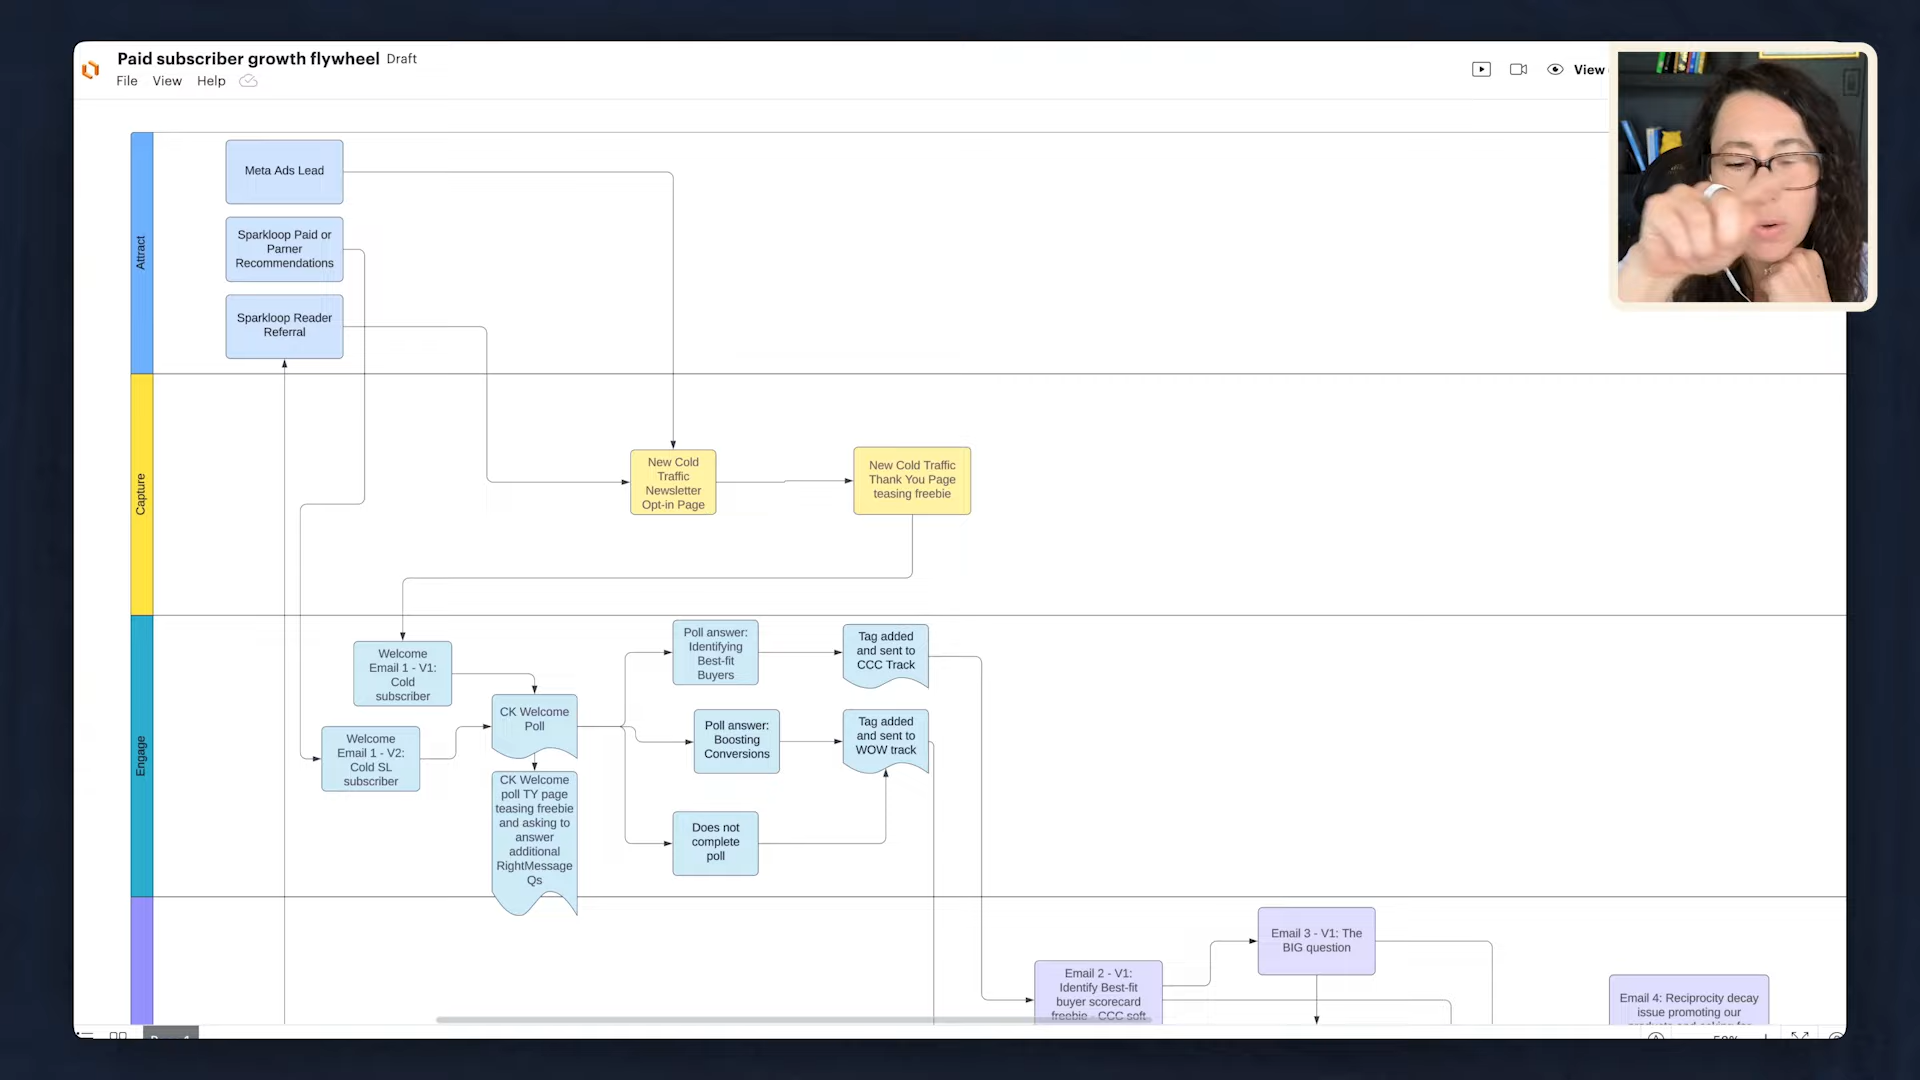 Paid subscriber growth flywheel Draft
File View Help
View
Attract
Meta Ads Lead
Sparkloop Paid or
Parner
Recommendations
Sparkloop Reader
Referral
Capture
New Cold
Traffic
Newsletter
Opt-in Page
New Cold Traffic
Thank You Page
teasing freebie
Engage
Welcome
Email 1 - V1:
Cold
subscriber
Welcome
Email 1 - V2:
Cold SL
subscriber
CK Welcome
Poll
CK Welcome
poll TY page
teasing freebie
and asking to
answer
additional
RightMessage
Qs
Poll answer:
Identifying
Best-fit
Buyers
Tag added
and sent to
CCC Track
Poll answer:
Boosting
Conversions
Tag added
and sent to
WOW track
Does not
complete
poll
Email 3 - V1: The
BIG question
Email 2 - V1:
Identify Best-fit
buyer scorecard
freebie - CCC soft
Email 4: Reciprocity decay
issue promoting our